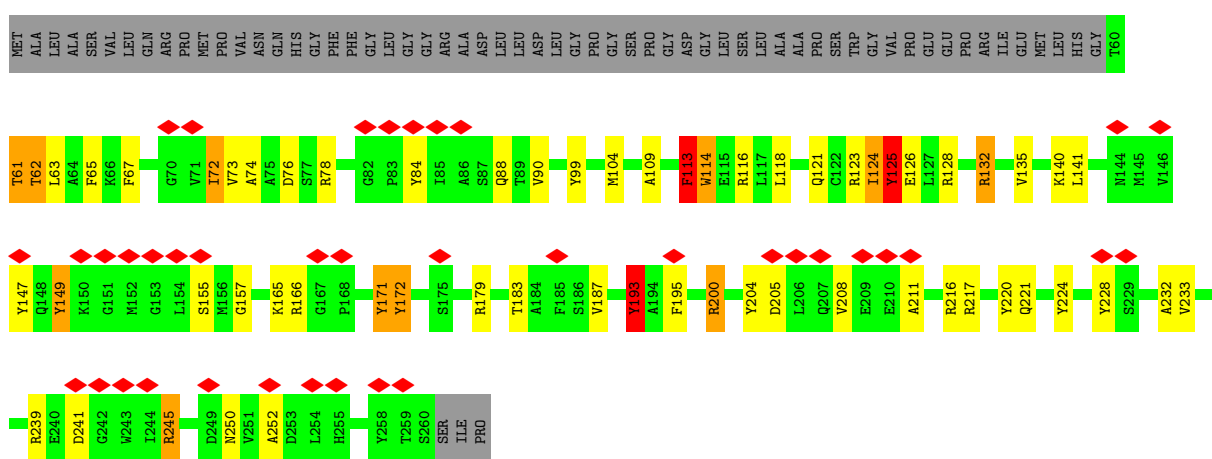 MET ALA LEU ALA SER VAL LEU GLN ARG PRO MET PRO VAL ASN GLN HIS GLY PHE PHE GLY LEU GLY GLY ARG ALA ASP LEU LEU ASP LEU GLY PRO GLY SER PRO GLY ASP GLY LEU SER LEU ALA ALA PRO SER TRP GLY VAL PRO GLU GLU PRO ARG ILE GLU MET LEU HIS GLY T60
T61 T62 L63 A64 F65 K66 F67 G70 V71 I72 V73 A74 A75 D76 S77 R78 G82 P83 Y84 I85 A86 S87 Q88 T89 V90 Y99 M104 A109 F113 W114 E115 R116 L117 L118 Q121 C122 R123 I124 Y125 E126 L127 R128 R132 V135 K140 L141 N144 M145 V146
Y147 Q148 Y149 K150 G151 M152 G153 L154 S155 M156 G157 K165 R166 G167 P168 Y171 Y172 S175 R179 T183 A184 F185 S186 V187 Y193 A194 F195 R200 Y204 D205 L206 Q207 V208 E209 E210 A211 R216 R217 Y220 Q221 Y224 Y228 S229 A232 V233
R239 E240 D241 G242 W243 I244 R245 D249 N250 V251 A252 D253 L254 H255 Y258 T259 S260 SER ILE PRO